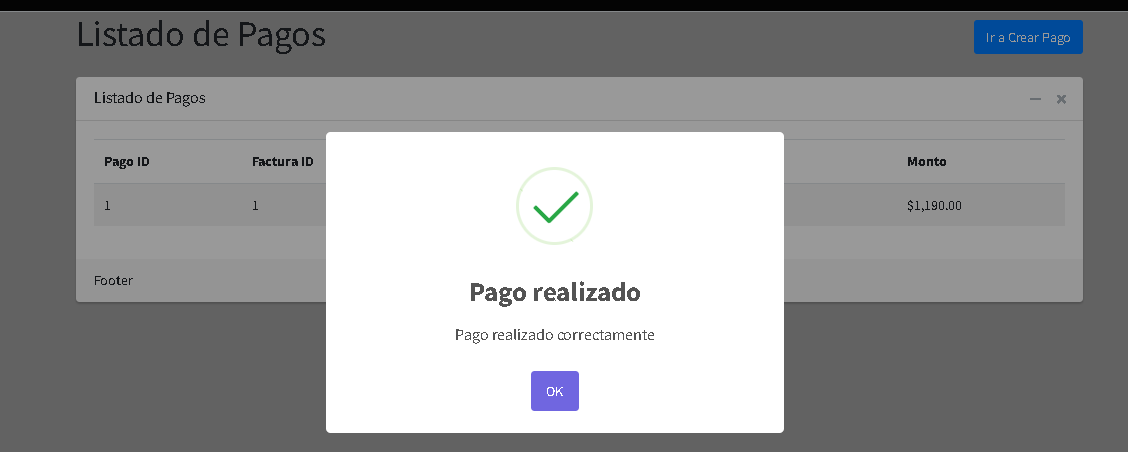 Listado de Pagos
Ir a Crear Pago
Listado de Pagos
Pago ID Factura ID Monto
1 1 $1,190.00
Footer
Pago realizado
Pago realizado correctamente
OK